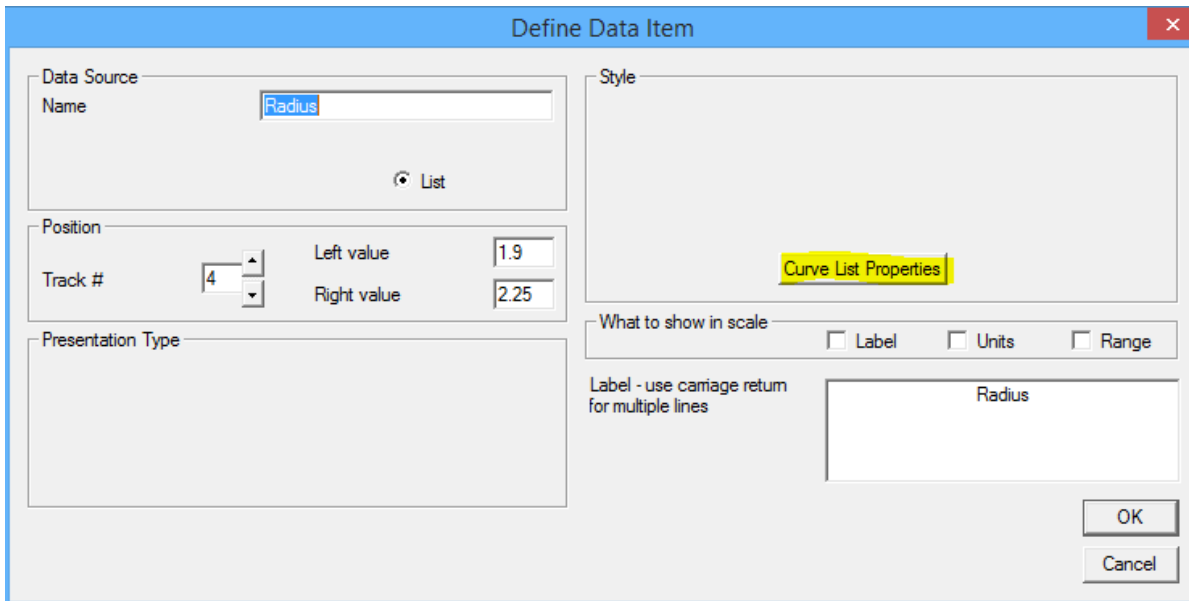 Define Data Item
Data Source
Name
Radius
List
Position
Track #
4
Left value
1.9
Right value
2.25
Presentation Type
Style
Curve List Properties
What to show in scale
Label
Units
Range
Label - use carriage return
for multiple lines
Radius
OK
Cancel